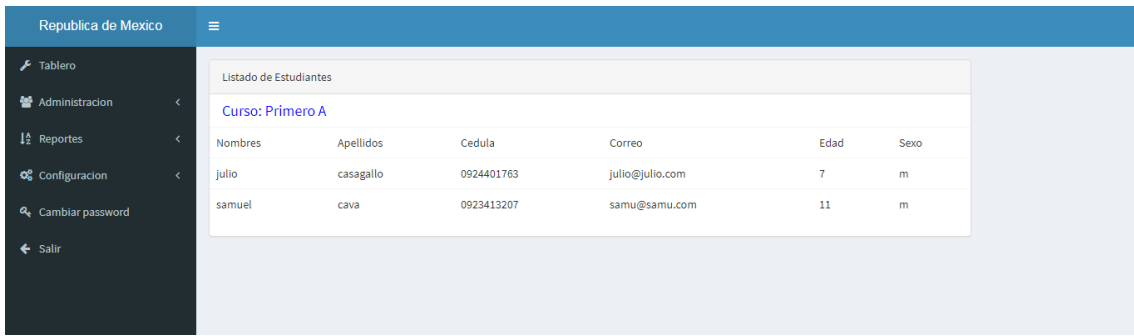 Republica de Mexico
Tablero
Administracion
Reportes
Configuracion
Cambiar password
Salir
Listado de Estudiantes
Curso: Primero A
Nombres Apellidos Cedula Correo Edad Sexo
julio casagallo 0924401763 julio@julio.com 7 m
samuel cava 0923413207 samu@samu.com 11 m